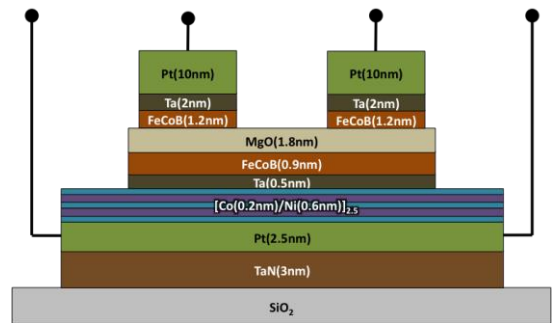 Pt(10nm) Pt(10nm)
Ta(2nm) Ta(2nm)
FeCoB(1.2nm) FeCoB(1.2nm)
MgO(1.8nm)
FeCoB(0.9nm)
Ta(0.5nm)
[Co(0.2nm)/Ni(0.6nm)]₂.₅
Pt(2.5nm)
TaN(3nm)
SiO₂